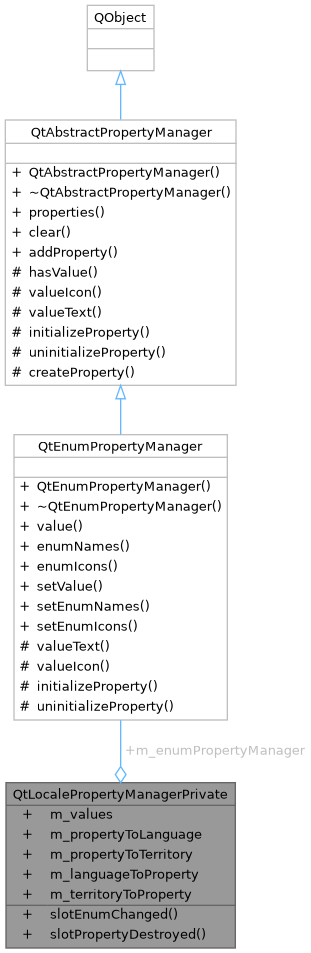 QObject
QtAbstractPropertyManager
+ QtAbstractPropertyManager()
+ ~QtAbstractPropertyManager()
+ properties()
+ clear()
+ addProperty()
# hasValue()
# valueIcon()
# valueText()
# initializeProperty()
# uninitializeProperty()
# createProperty()
QtEnumPropertyManager
+ QtEnumPropertyManager()
+ ~QtEnumPropertyManager()
+ value()
+ enumNames()
+ enumIcons()
+ setValue()
+ setEnumNames()
+ setEnumIcons()
# valueText()
# valueIcon()
# initializeProperty()
# uninitializeProperty()
+m_enumPropertyManager
QtLocalePropertyManagerPrivate
+ m_values
+ m_propertyToLanguage
+ m_propertyToTerritory
+ m_languageToProperty
+ m_territoryToProperty
+ slotEnumChanged()
+ slotPropertyDestroyed()